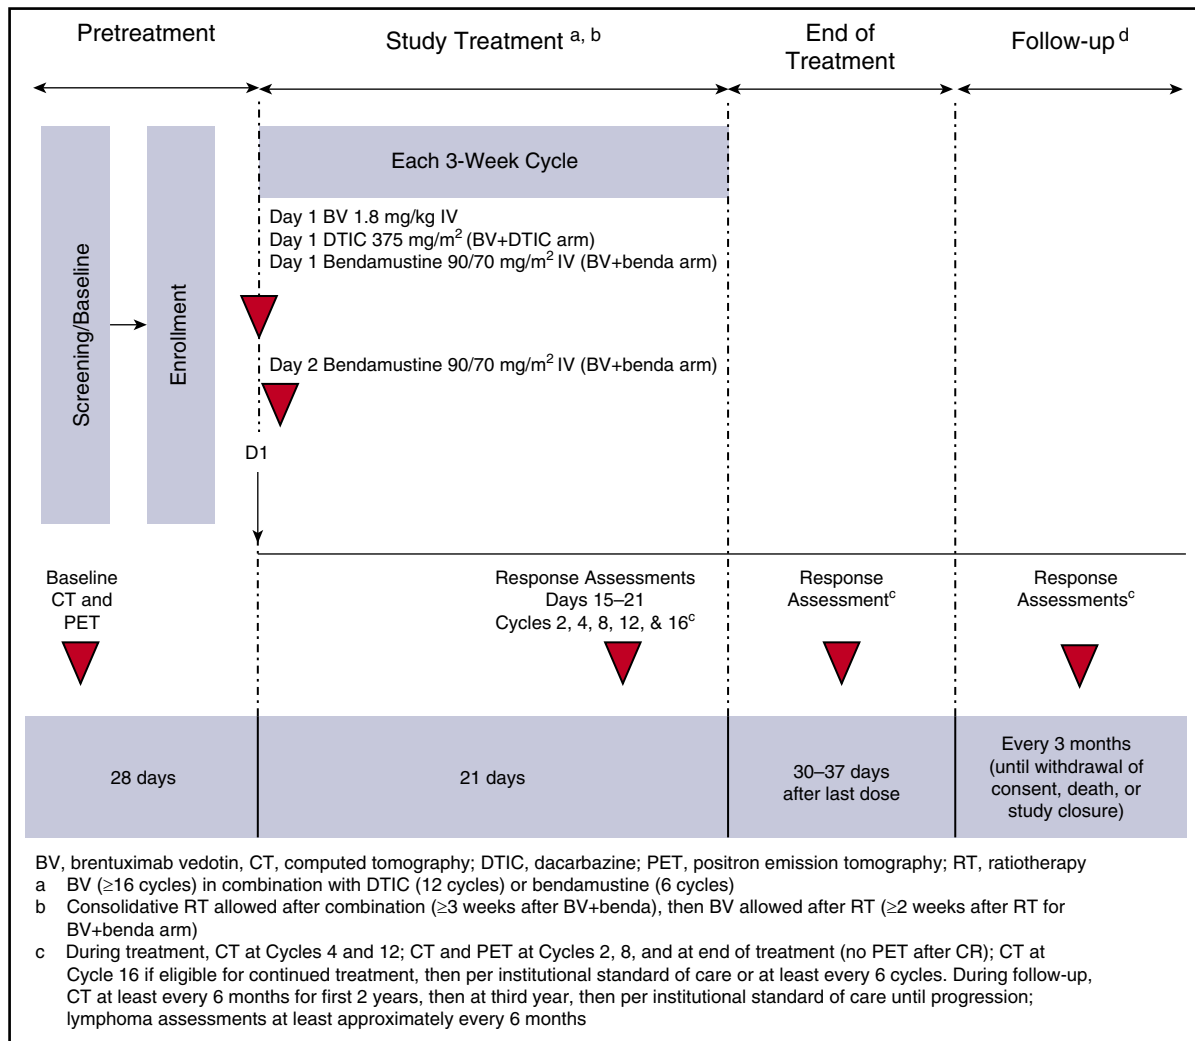 Pretreatment
Study Treatment a, b
End of
Treatment
Follow-up d
Screening/Baseline
Enrollment
Each 3-Week Cycle
Day 1 BV 1.8 mg/kg IV
Day 1 DTIC 375 mg/m2 (BV+DTIC arm)
Day 1 Bendamustine 90/70 mg/m2 IV (BV+benda arm)
Day 2 Bendamustine 90/70 mg/m2 IV (BV+benda arm)
D1
Baseline
CT and
PET
Response Assessments
Days 15–21
Cycles 2, 4, 8, 12, & 16c
Response
Assessmentc
Response
Assessmentsc
28 days
21 days
30–37 days
after last dose
Every 3 months
(until withdrawal of
consent, death, or
study closure)
BV, brentuximab vedotin, CT, computed tomography; DTIC, dacarbazine; PET, positron emission tomography; RT, ratiotherapy
a BV (≥16 cycles) in combination with DTIC (12 cycles) or bendamustine (6 cycles)
b Consolidative RT allowed after combination (≥3 weeks after BV+benda), then BV allowed after RT (≥2 weeks after RT for
BV+benda arm)
c During treatment, CT at Cycles 4 and 12; CT and PET at Cycles 2, 8, and at end of treatment (no PET after CR); CT at
Cycle 16 if eligible for continued treatment, then per institutional standard of care or at least every 6 cycles. During follow-up,
CT at least every 6 months for first 2 years, then at third year, then per institutional standard of care until progression;
lymphoma assessments at least approximately every 6 months